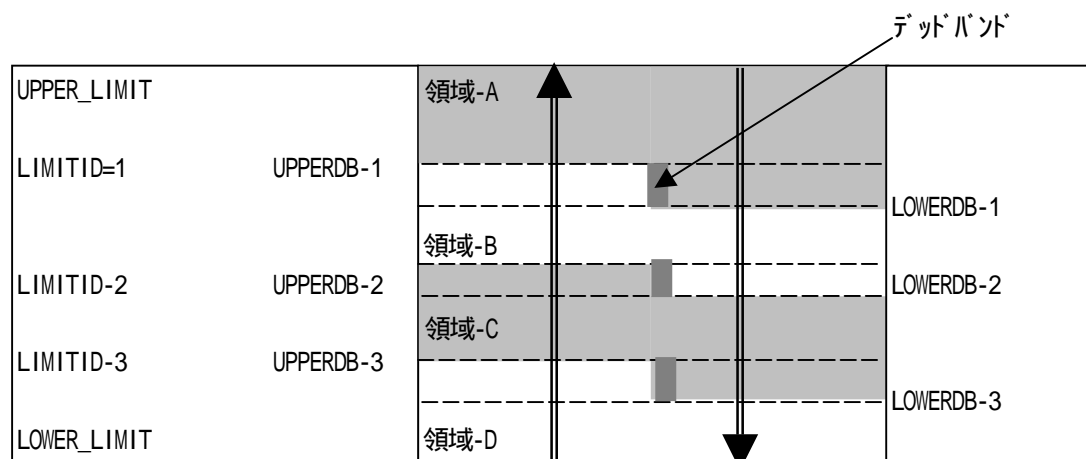 ﾃﾞｯﾄﾞﾊﾞﾝﾄﾞ
UPPER_LIMIT 領域-A
LIMITID=1 UPPERDB-1
LOWERDB-1
領域-B
LIMITID-2 UPPERDB-2 LOWERDB-2
領域-C
LIMITID-3 UPPERDB-3
LOWERDB-3
LOWER_LIMIT 領域-D